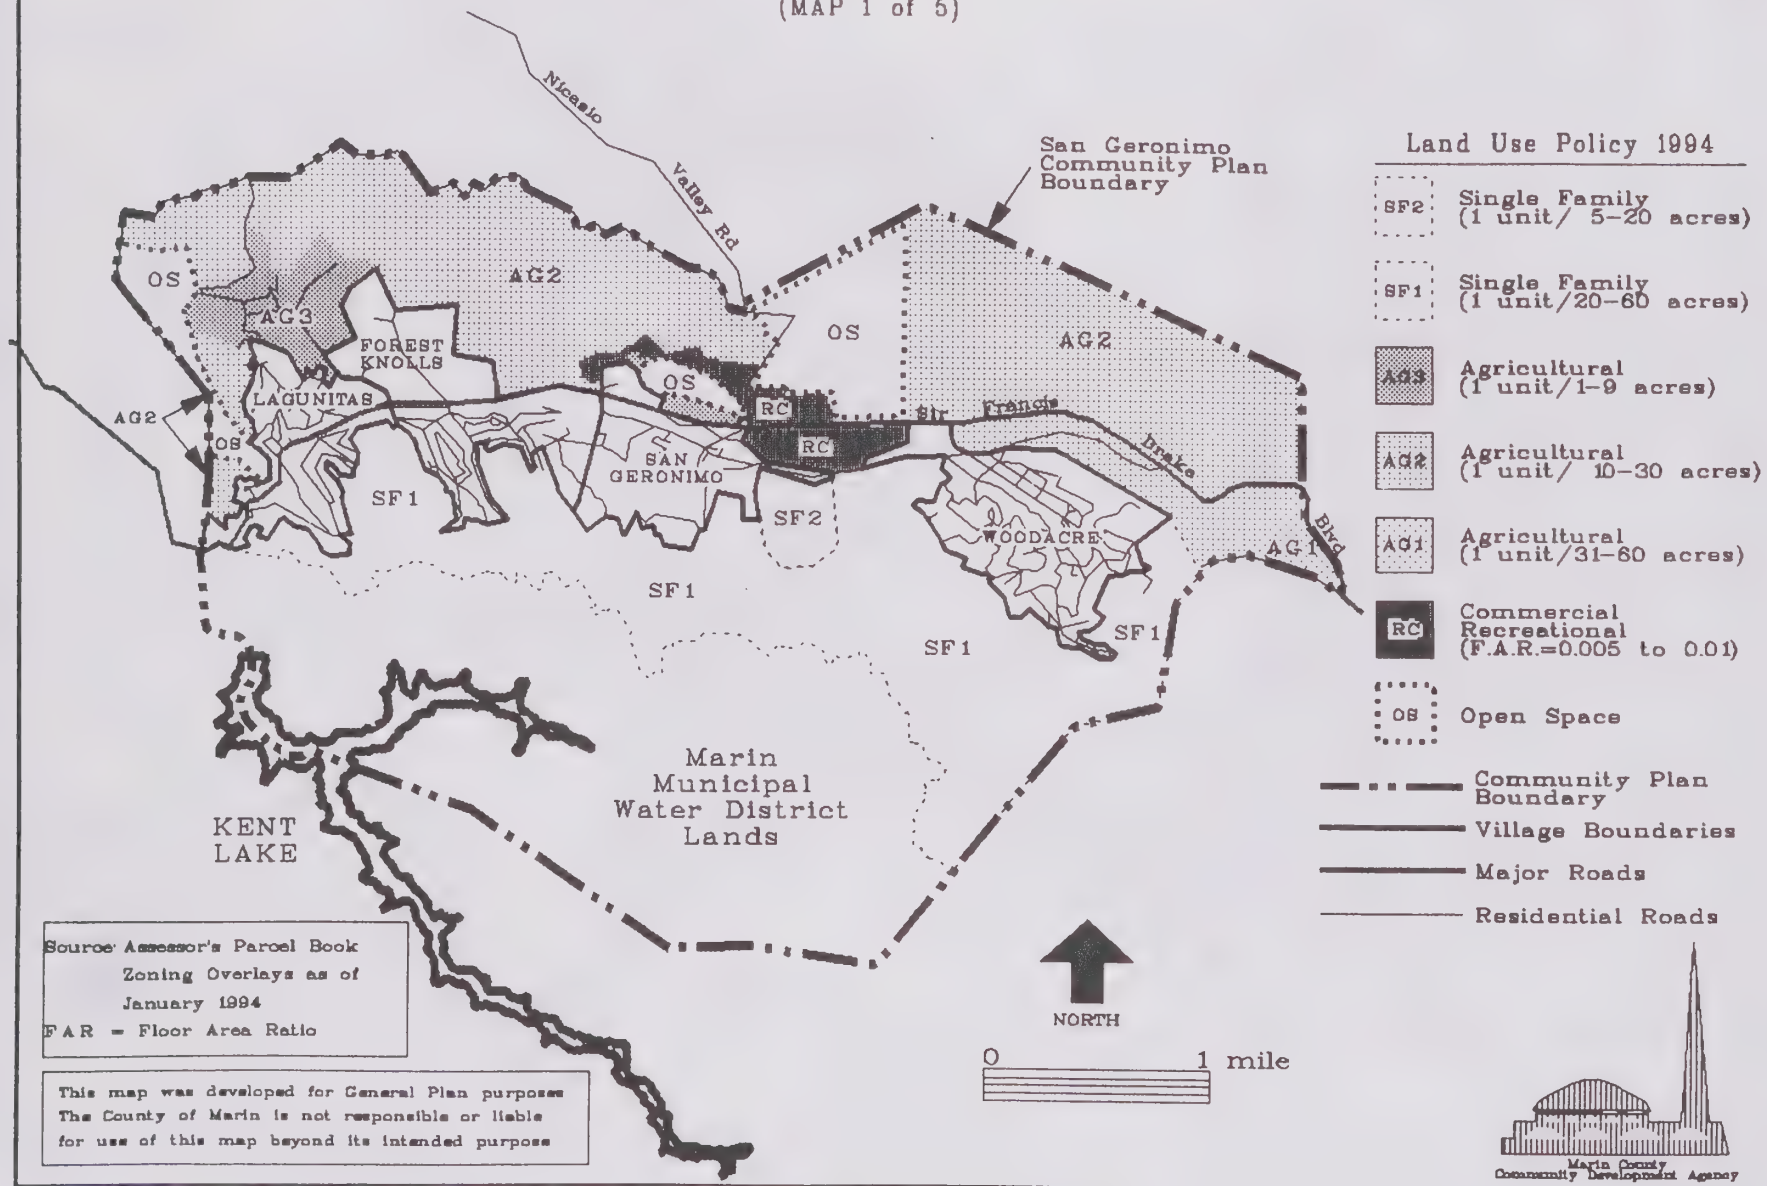 (MAP 1 of 5)
Nicasio
Valley Rd
San Geronimo
Community Plan
Boundary
OS
AG2
AG3
FOREST
KNOLLS
LAGUNITAS
AG2
OS
OS
OS
AG2
RC
RC
Sir
Francis
Drake
Blvd
SAN
GERONIMO
SF1
SF2
WOODACRE
AG1
SF1
SF1
SF1
Marin
Municipal
Water District
Lands
KENT
LAKE
Land Use Policy 1994
SF2
Single Family
(1 unit/ 5-20 acres)
SF1
Single Family
(1 unit/20-60 acres)
AG3
Agricultural
(1 unit/1-9 acres)
AG2
Agricultural
(1 unit/ 10-30 acres)
AG1
Agricultural
(1 unit/31-60 acres)
RC
Commercial
Recreational
(F.A.R.=0.005 to 0.01)
OS
Open Space
Community Plan
Boundary
Village Boundaries
Major Roads
Residential Roads
Source: Assessor's Parcel Book
Zoning Overlays as of
January 1994
FAR = Floor Area Ratio
This map was developed for General Plan purposes
The County of Marin is not responsible or liable
for use of this map beyond its intended purpose
NORTH
0 1 mile
Marin County
Community Development Agency